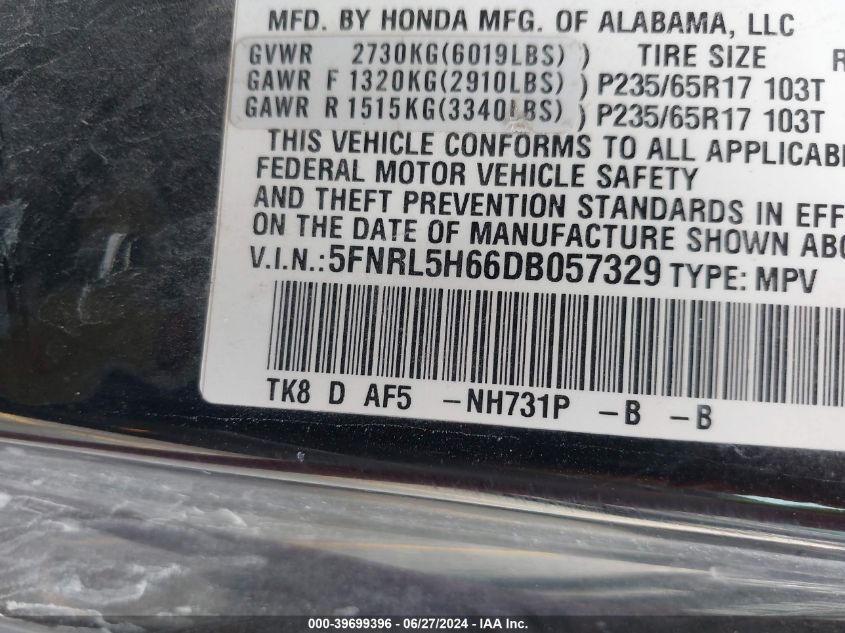 MFD. BY HONDA MFG. OF ALABAMA, LLC
GVWR 2730KG(6019LBS) ) TIRE SIZE R
GAWR F 1320KG(2910LBS) ) P235/65R17 103T
GAWR R 1515KG(3340LBS) ) P235/65R17 103T
THIS VEHICLE CONFORMS TO ALL APPLICABL
FEDERAL MOTOR VEHICLE SAFETY
AND THEFT PREVENTION STANDARDS IN EFF
ON THE DATE OF MANUFACTURE SHOWN ABO
V.I.N.:5FNRL5H66DB057329 TYPE: MPV
TK8 D AF5 -NH731P -B -B
000-39699396 / 06/27/2024 / IAA Inc.